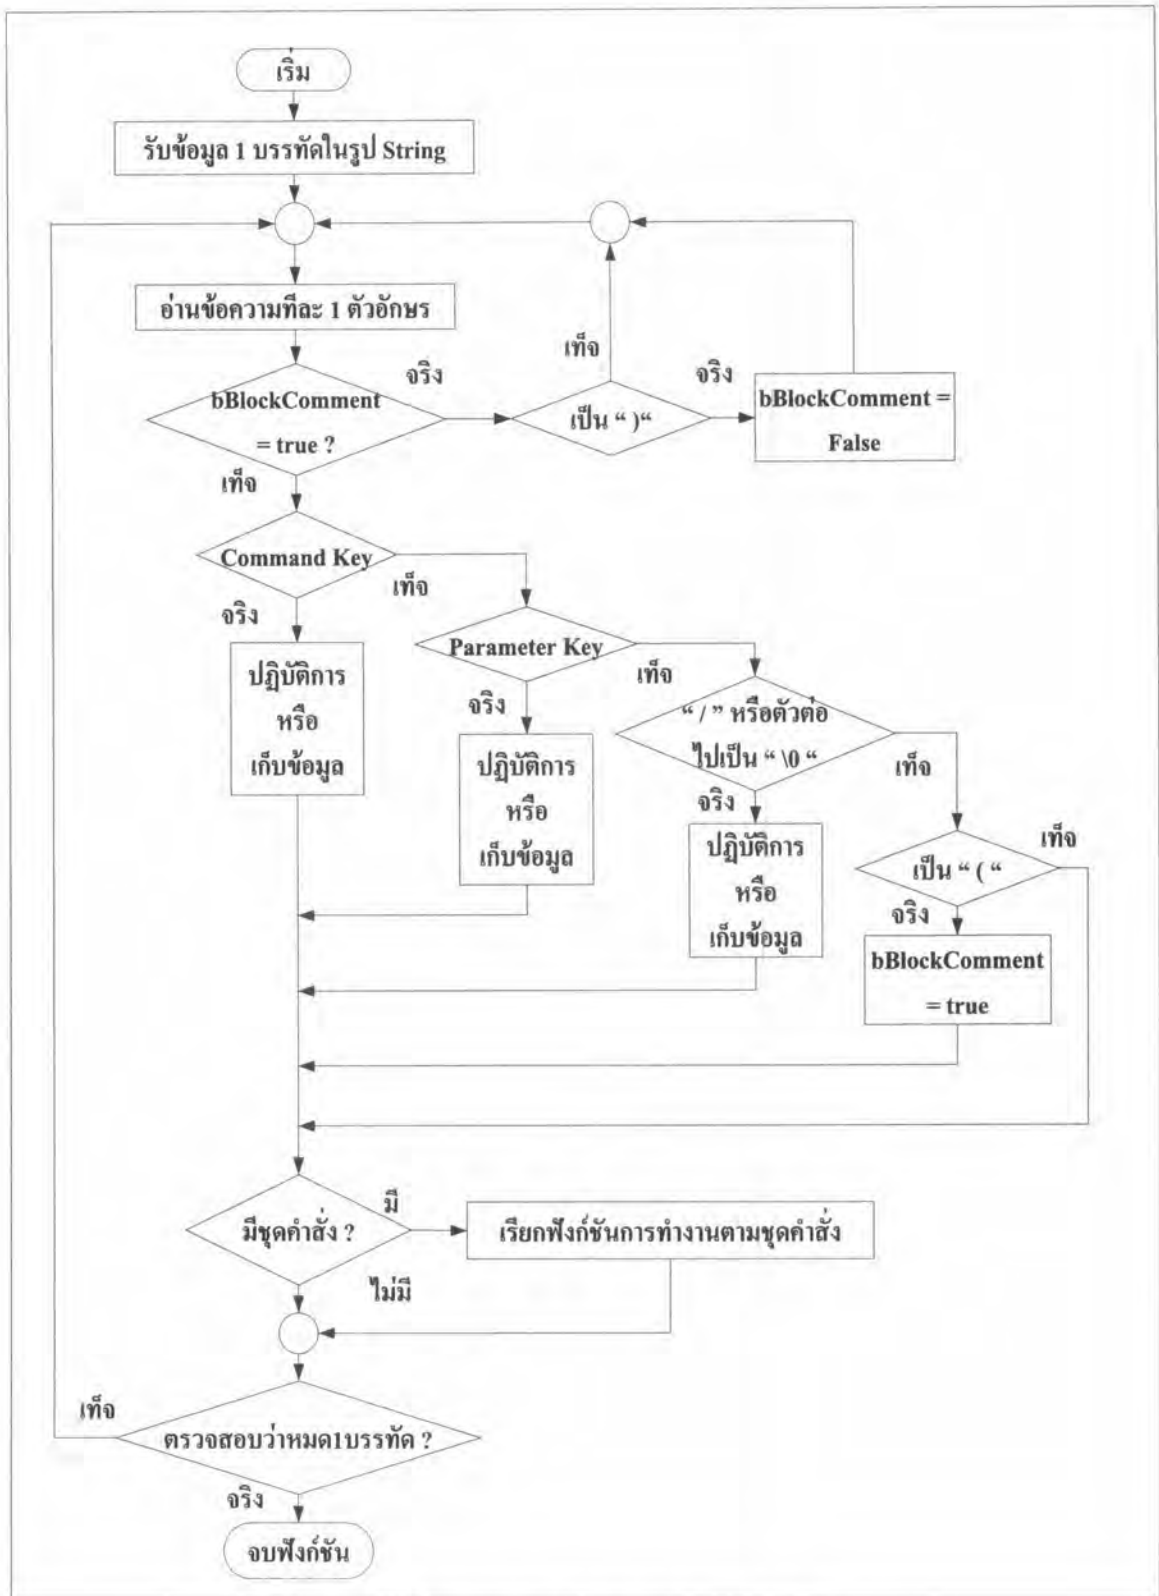 เริ่ม
รับข้อมูล 1 บรรทัดในรูป String
อ่านข้อความทีละ 1 ตัวอักษร
bBlockComment
= true ?
จริง
เท็จ
เป็น “ )“
เท็จ
จริง
bBlockComment =
False
Command Key
เท็จ
จริง
ปฏิบัติการ
หรือ
เก็บข้อมูล
Parameter Key
เท็จ
จริง
ปฏิบัติการ
หรือ
เก็บข้อมูล
“ / ” หรือตัวต่อ
ไปเป็น “ \0 “
เท็จ
จริง
ปฏิบัติการ
หรือ
เก็บข้อมูล
เป็น “ ( “
เท็จ
จริง
bBlockComment
= true
มีชุดคำสั่ง ?
มี
เรียกฟังก์ชันการทำงานตามชุดคำสั่ง
ไม่มี
ตรวจสอบว่าหมด1บรรทัด ?
เท็จ
จริง
จบฟังก์ชัน